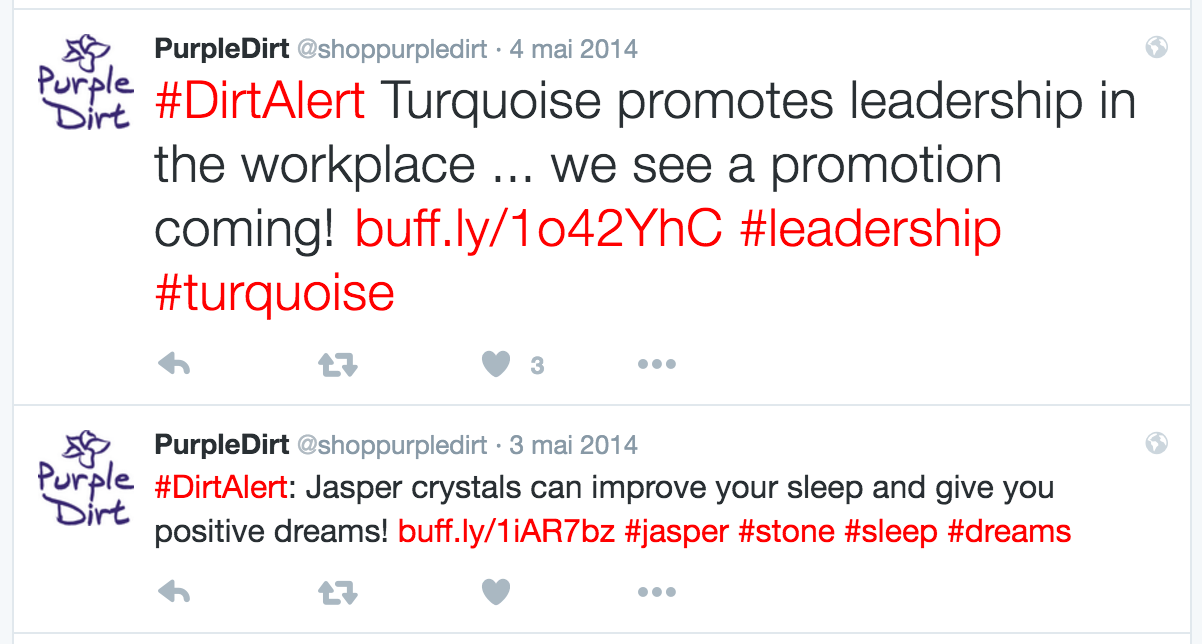 Purple
Dirt
PurpleDirt @shoppurpledirt · 4 mai 2014
#DirtAlert Turquoise promotes leadership in
the workplace ... we see a promotion
coming! buff.ly/1o42YhC #leadership
#turquoise
3
Purple
Dirt
PurpleDirt @shoppurpledirt · 3 mai 2014
#DirtAlert: Jasper crystals can improve your sleep and give you
positive dreams! buff.ly/1iAR7bz #jasper #stone #sleep #dreams